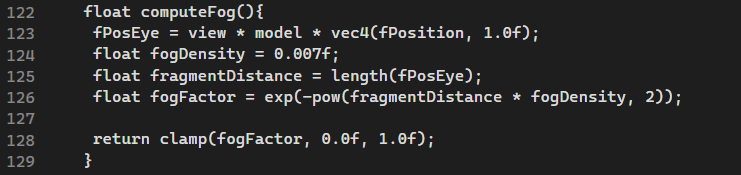 122 float computeFog(){
123 fPosEye = view * model * vec4(fPosition, 1.0f);
124 float fogDensity = 0.007f;
125 float fragmentDistance = length(fPosEye);
126 float fogFactor = exp(-pow(fragmentDistance * fogDensity, 2));
127
128 return clamp(fogFactor, 0.0f, 1.0f);
129 }